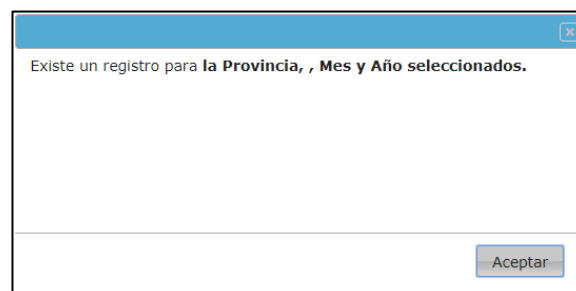 Existe un registro para la Provincia, , Mes y Año seleccionados.
Aceptar